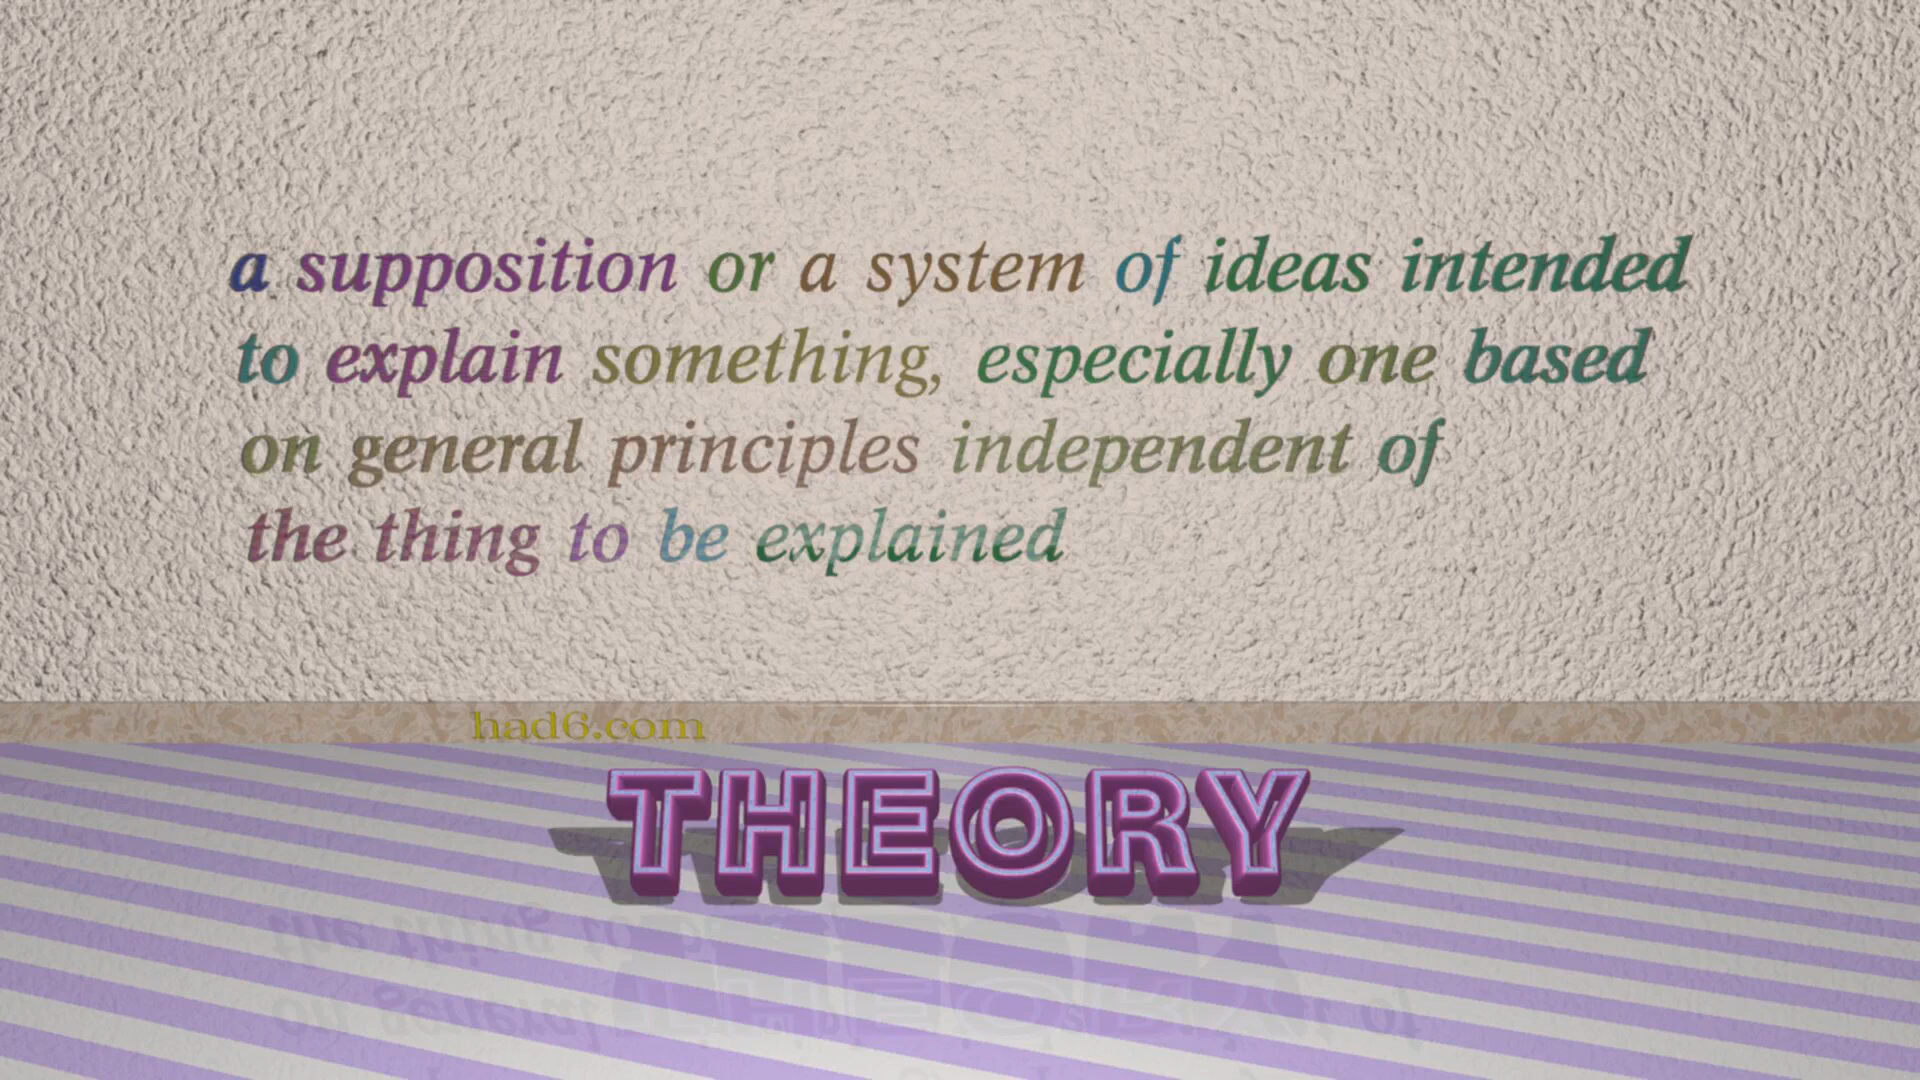 a supposition or a system of ideas intended
to explain something, especially one based
on general principles independent of
the thing to be explained
had6.com
THEORY